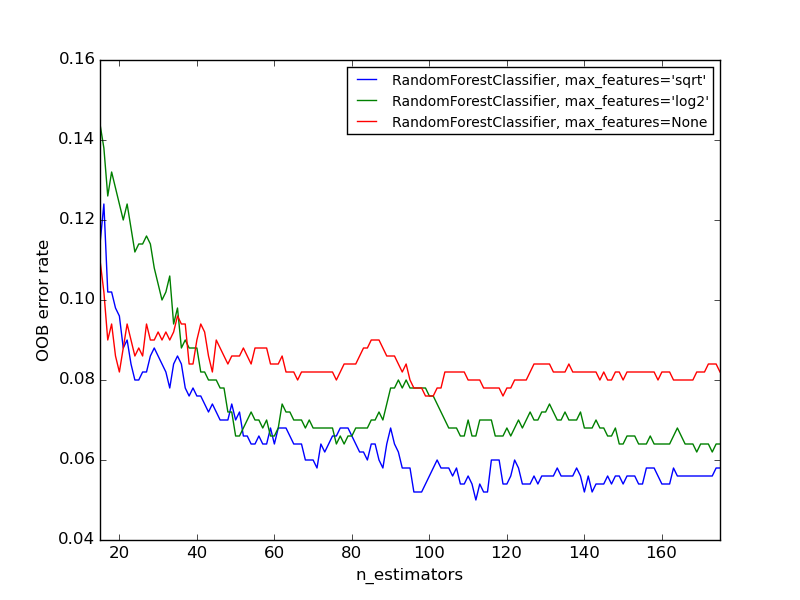 0.16
0.14
0.12
0.10
0.08
0.06
0.04
OOB error rate
RandomForestClassifier, max_features='sqrt'
RandomForestClassifier, max_features='log2'
RandomForestClassifier, max_features=None
20 40 60 80 100 120 140 160
n_estimators